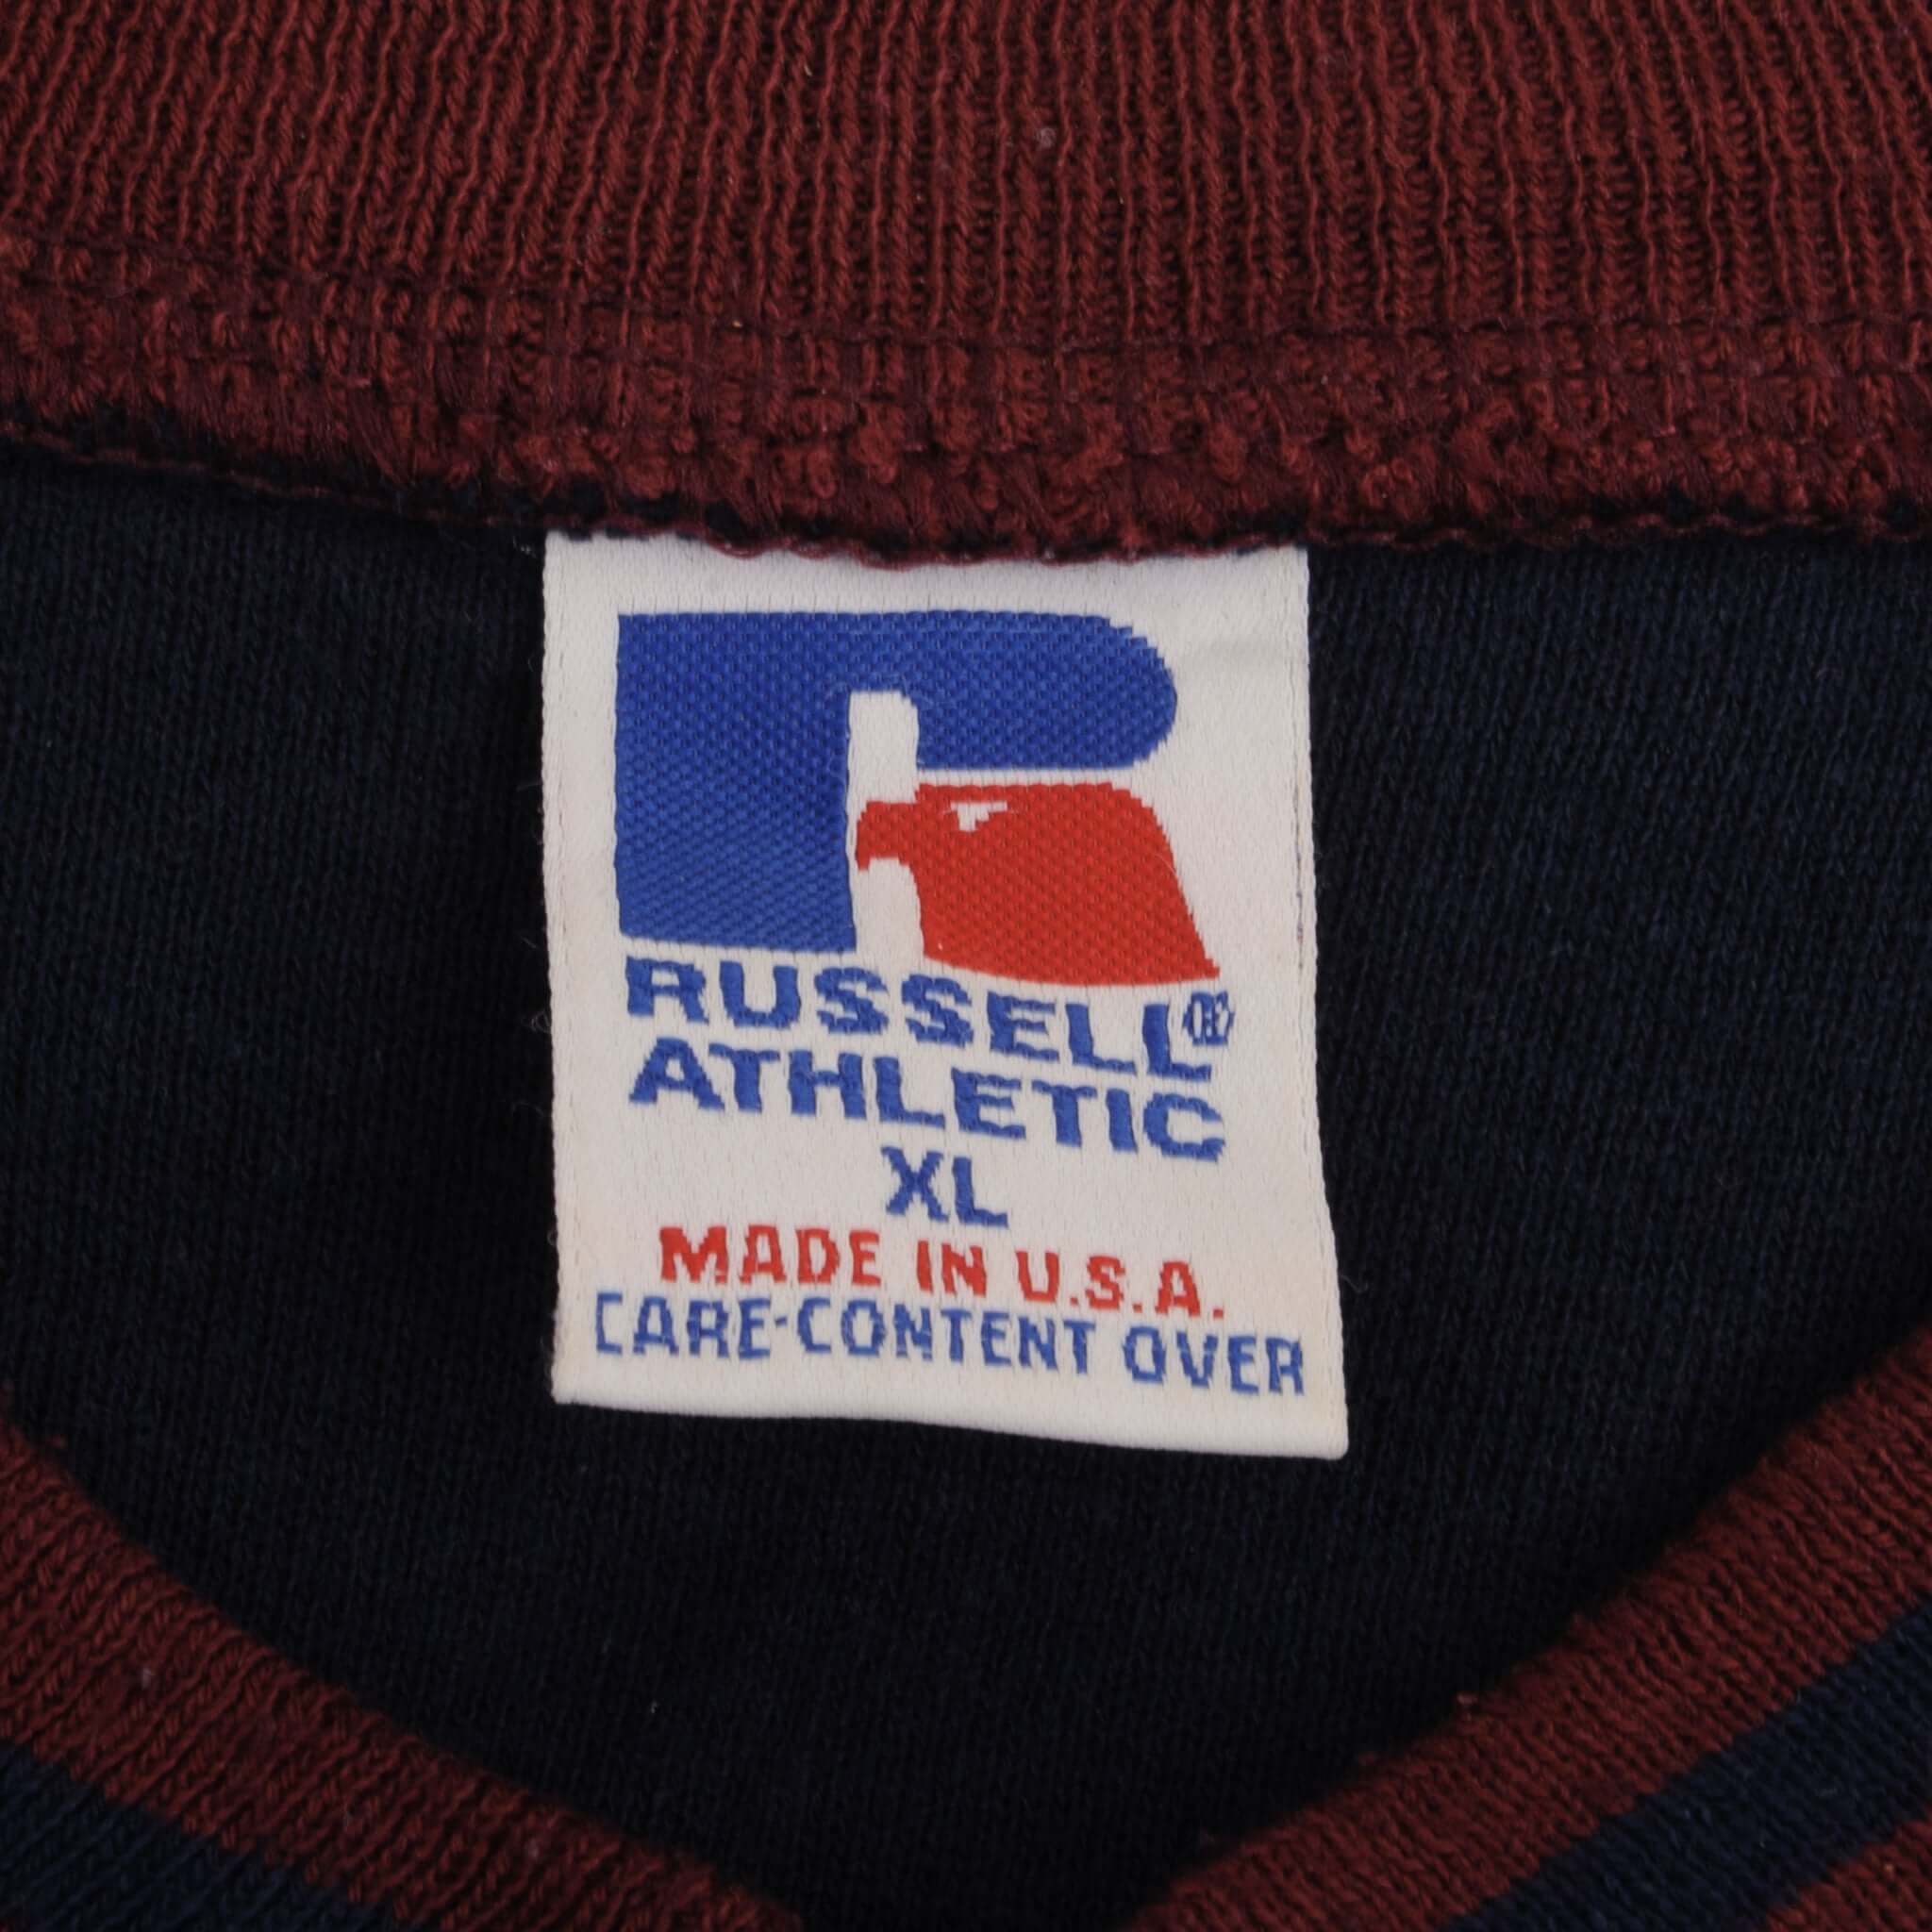 RUSSELL®
ATHLETIC
XL
MADE IN U.S.A.
CARE-CONTENT OVER